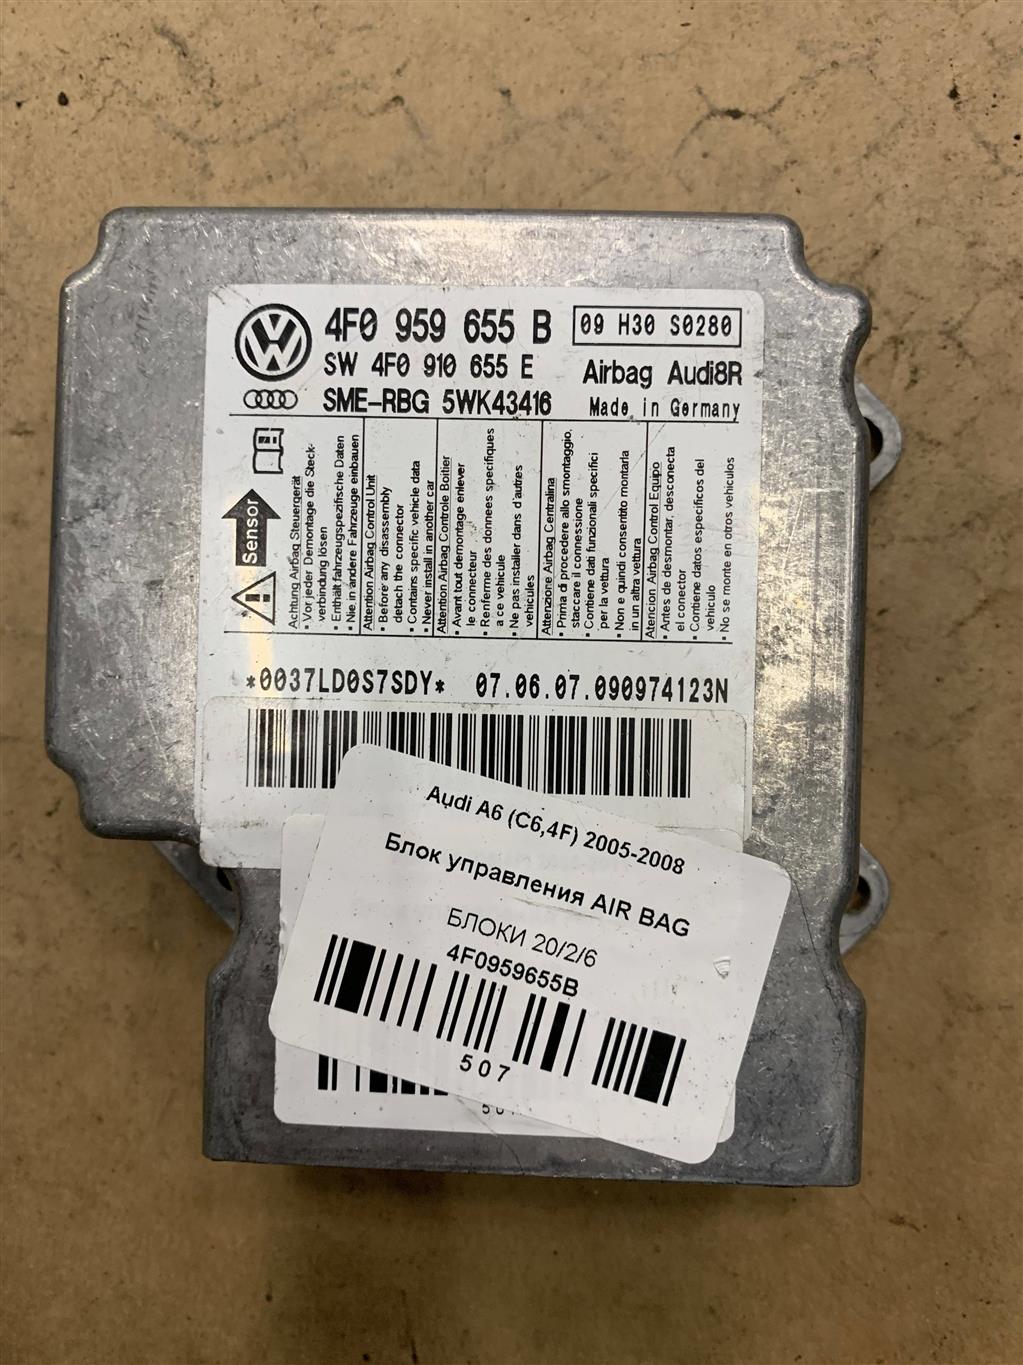 4F0 959 655 B
09 H30 S0280
SW 4F0 910 655 E
Airbag Audi8R
SME-RBG 5WK43416
Made in Germany
Sensor
Achtung Airbag Steuergerät
• Vor jeder Demontage die Steck-
verbindung lösen
• Enthält fahrzeugspezifische Daten
• Nie in andere Fahrzeuge einbauen
Attention Airbag Control Unit
• Before any disassembly
detach the connector
• Contains specific vehicle data
• Never install in another car
Attention Airbag Controle Boitier
• Avant tout demontage enlever
le connecteur
• Renferme des donnees specifiques
a ce vehicule
• Ne pas installer dans d'autres
vehicules
Attenzione Airbag Centralina
• Prima di procedere allo smontaggio,
staccare il connessione
• Contiene dati funzionali specifici
per la vettura
• Non e quindi consentito montarla
in un altra vettura
Atencion Airbag Control Equipo
• Antes de desmontar, desconecta
el conector
• Contiene datos especificos del
vehiculo
• No se monte en otros vehiculos
*0037LD0S7SDY* 07.06.07.090974123N
Audi A6 (C6,4F) 2005-2008
Блок управления AIR BAG
БЛОКИ 20/2/6
4F0959655B
507